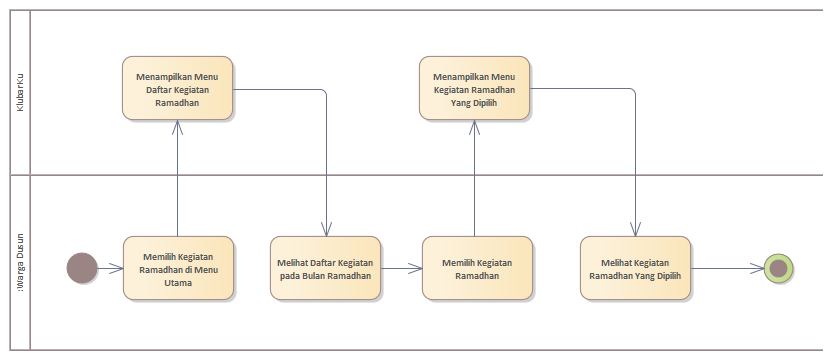 KlubarKu
Menampilkan Menu
Daftar Kegiatan
Ramadhan
Menampilkan Menu
Kegiatan Ramadhan
Yang Dipilih
:Warga Dusun
Memilih Kegiatan
Ramadhan di Menu
Utama
Melihat Daftar Kegiatan
pada Bulan Ramadhan
Memilih Kegiatan
Ramadhan
Melihat Kegiatan
Ramadhan Yang Dipilih